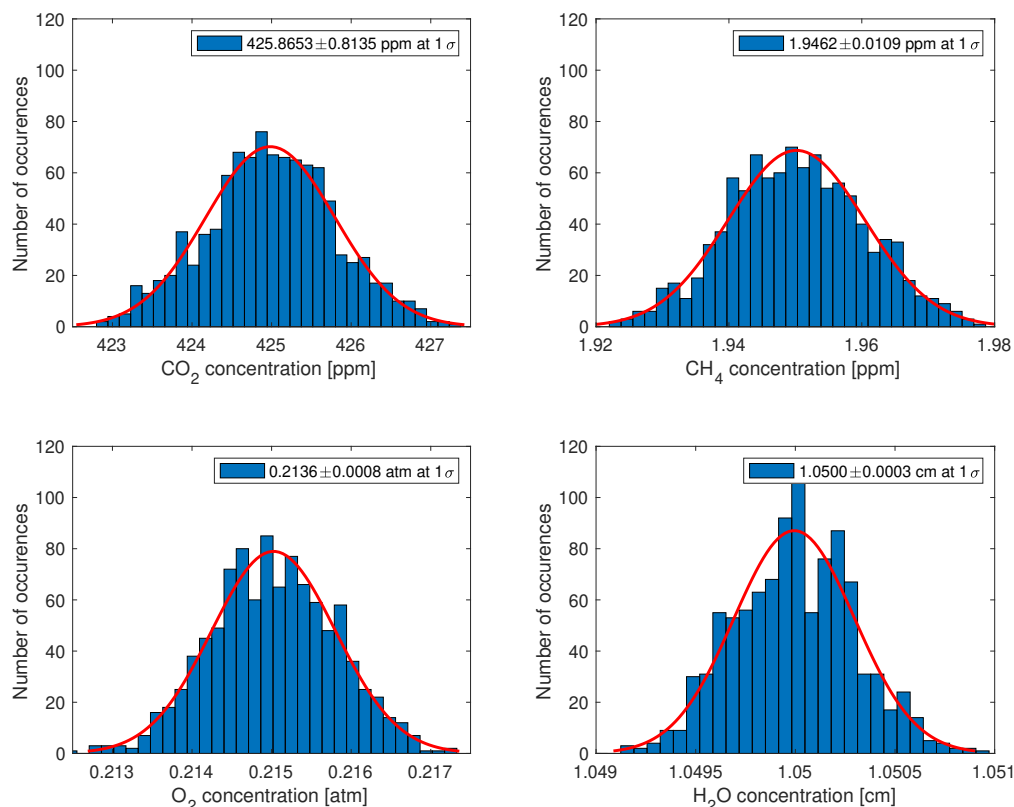 120
100
80
60
40
20
0
Number of occurences
425.8653±0.8135 ppm at 1 σ
423 424 425 426 427
CO2 concentration [ppm]
120
100
80
60
40
20
0
Number of occurences
1.9462±0.0109 ppm at 1 σ
1.92 1.94 1.96 1.98
CH4 concentration [ppm]
120
100
80
60
40
20
0
Number of occurences
0.2136±0.0008 atm at 1 σ
0.213 0.214 0.215 0.216 0.217
O2 concentration [atm]
120
100
80
60
40
20
0
Number of occurences
1.0500±0.0003 cm at 1 σ
1.049 1.0495 1.05 1.0505 1.051
H2O concentration [cm]